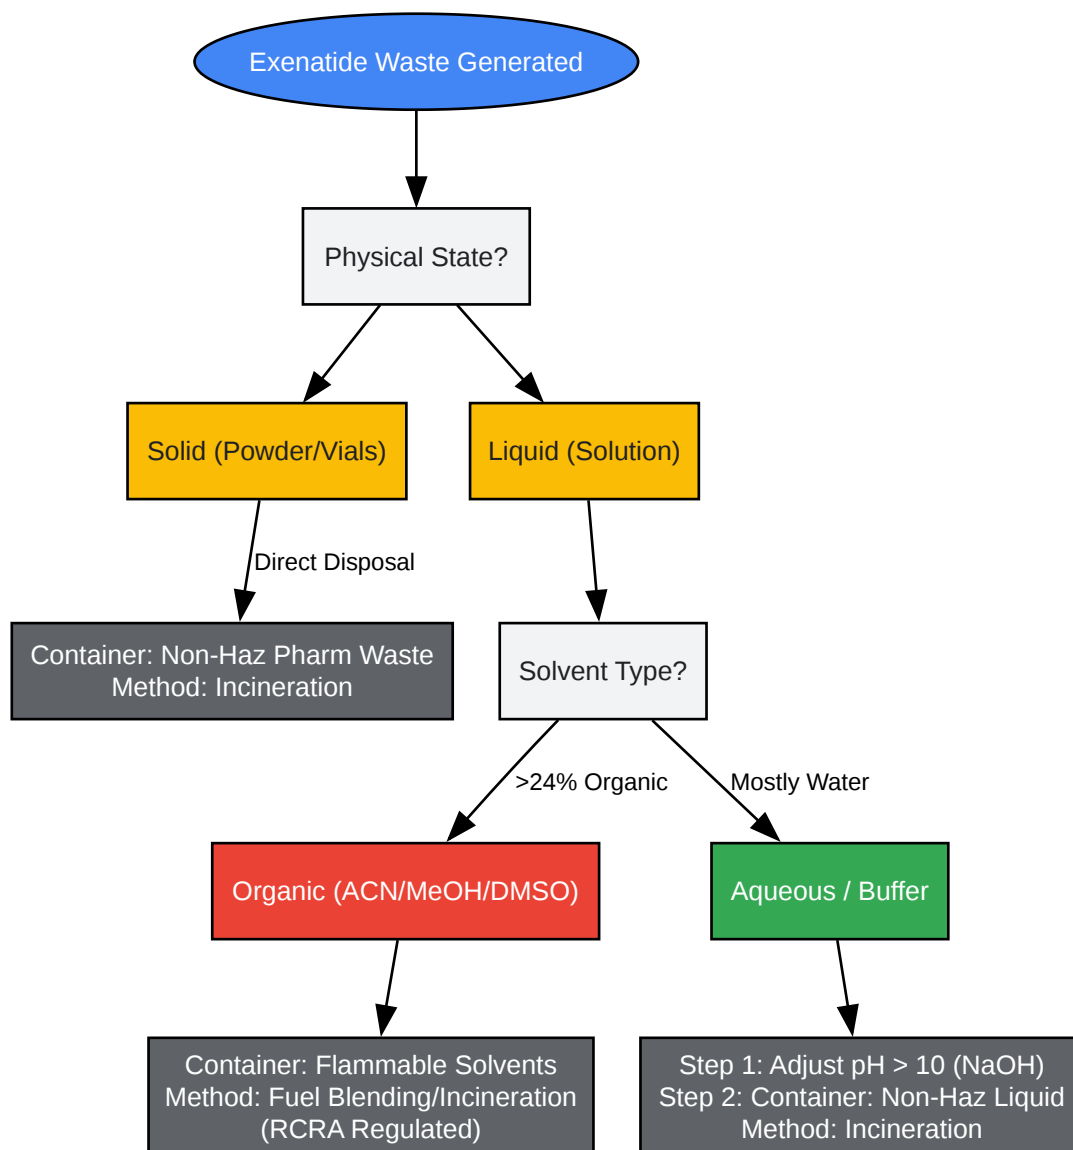 Exenatide Waste Generated
Physical State?
Solid (Powder/Vials)
Liquid (Solution)
Direct Disposal
Container: Non-Haz Pharm Waste
Method: Incineration
Solvent Type?
>24% Organic
Mostly Water
Organic (ACN/MeOH/DMSO)
Aqueous / Buffer
Container: Flammable Solvents
Method: Fuel Blending/Incineration
(RCRA Regulated)
Step 1: Adjust pH > 10 (NaOH)
Step 2: Container: Non-Haz Liquid
Method: Incineration